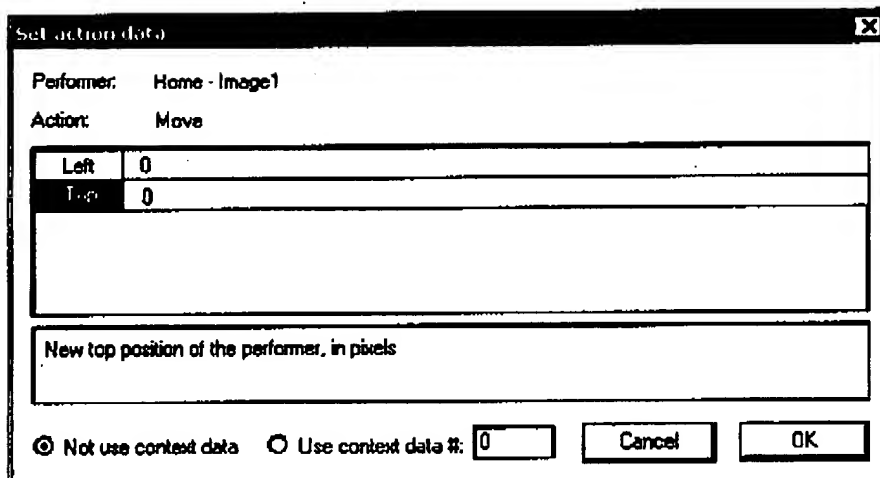 Set action data
Performer: Home - Image1
Action: Move
Left 0
Top 0
New top position of the performer, in pixels
Not use context data Use context data #: 0 Cancel OK